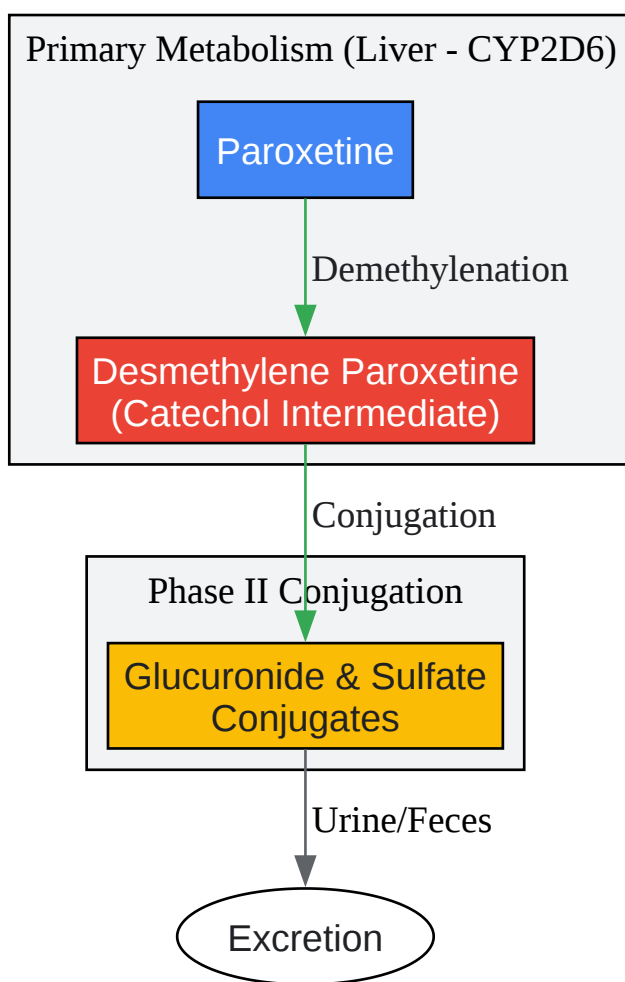 Primary Metabolism (Liver - CYP2D6)
Paroxetine
Demethylenation
Desmethylene Paroxetine
(Catechol Intermediate)
Conjugation
Phase II Conjugation
Glucuronide & Sulfate
Conjugates
Urine/Feces
Excretion